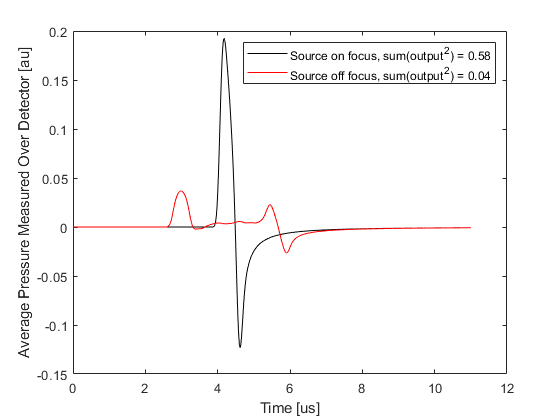 0.2
0.15
0.1
0.05
0
-0.05
-0.1
-0.15
0 2 4 6 8 10 12
Average Pressure Measured Over Detector [au]
Time [us]
Source on focus, sum(output²) = 0.58
Source off focus, sum(output²) = 0.04